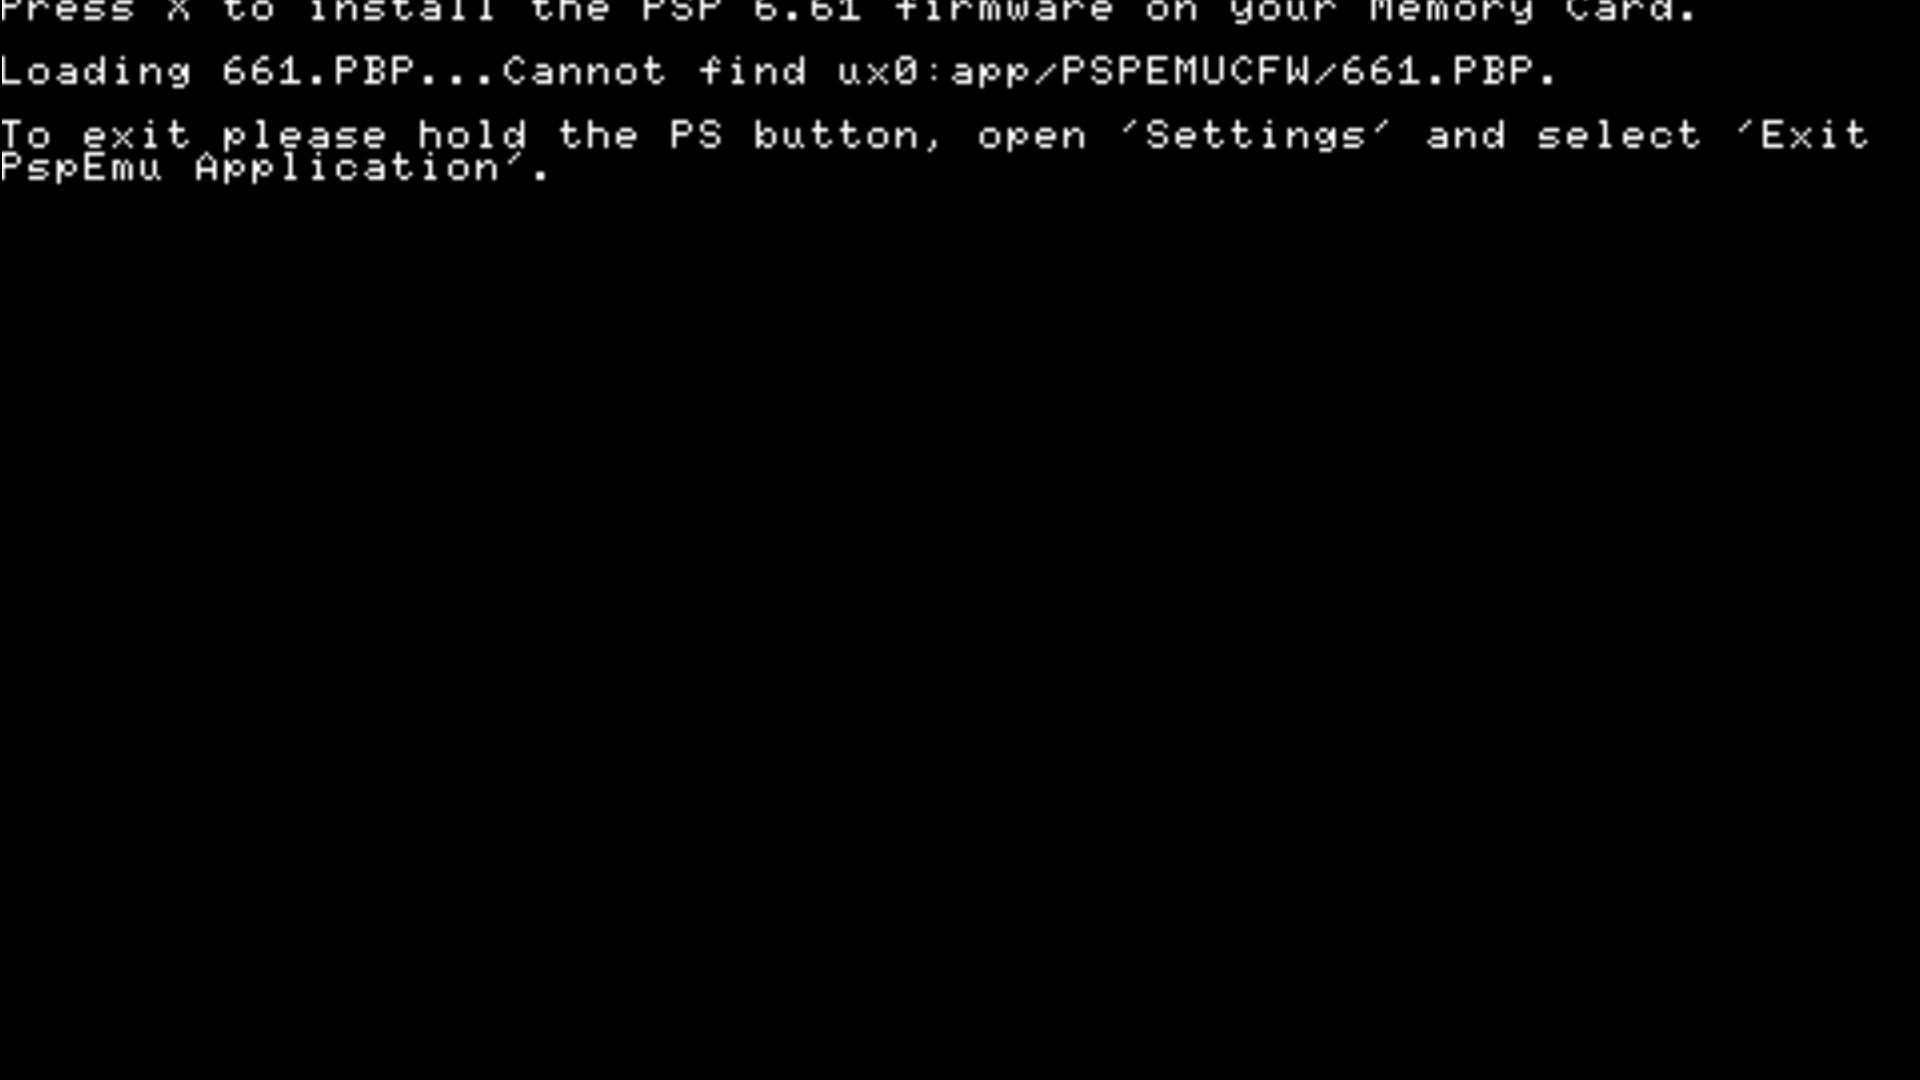 Press X to install the PSP 6.61 firmware on your Memory Card.
Loading 661.PBP...Cannot find ux0:app/PSPEMUCFW/661.PBP.
To exit please hold the PS button, open 'Settings' and select 'Exit
PspEmu Application'.